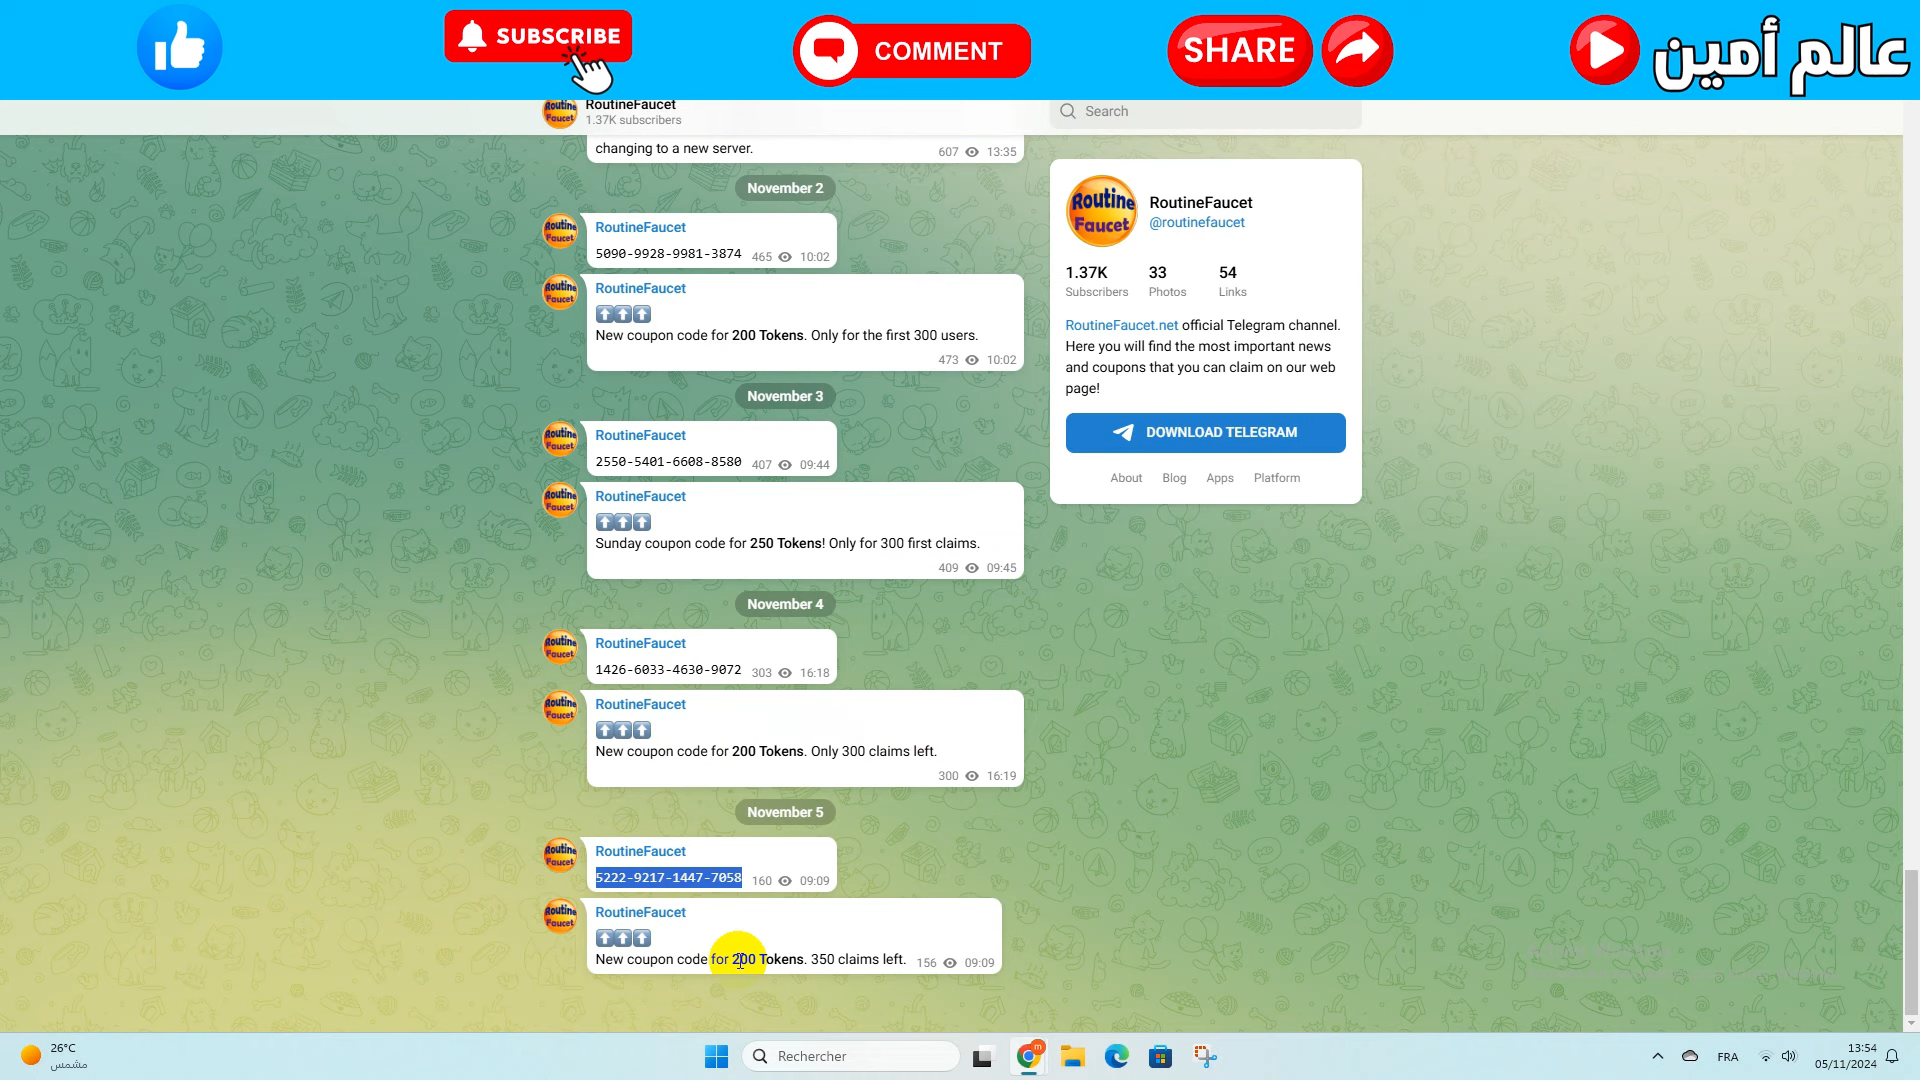 SUBSCRIBE
COMMENT
SHARE
عالم أمين
RoutineFaucet
1.37K subscribers
Search
changing to a new server.
607 13:35
November 2
RoutineFaucet
5090-9928-9981-3874 465 10:02
RoutineFaucet
⬆️⬆️⬆️
New coupon code for 200 Tokens. Only for the first 300 users.
473 10:02
November 3
RoutineFaucet
2550-5401-6608-8580 407 09:44
RoutineFaucet
⬆️⬆️⬆️
Sunday coupon code for 250 Tokens! Only for 300 first claims.
409 09:45
November 4
RoutineFaucet
1426-6033-4630-9072 303 16:18
RoutineFaucet
⬆️⬆️⬆️
New coupon code for 200 Tokens. Only 300 claims left.
300 16:19
November 5
RoutineFaucet
5222-9217-1447-7058 160 09:09
RoutineFaucet
⬆️⬆️⬆️
New coupon code for 200 Tokens. 350 claims left. 156 09:09
Routine
Faucet
RoutineFaucet
@routinefaucet
1.37K 33 54
Subscribers Photos Links
RoutineFaucet.net official Telegram channel.
Here you will find the most important news
and coupons that you can claim on our web
page!
DOWNLOAD TELEGRAM
About Blog Apps Platform
26°C
مشمس
Rechercher
m
FRA
13:54
05/11/2024